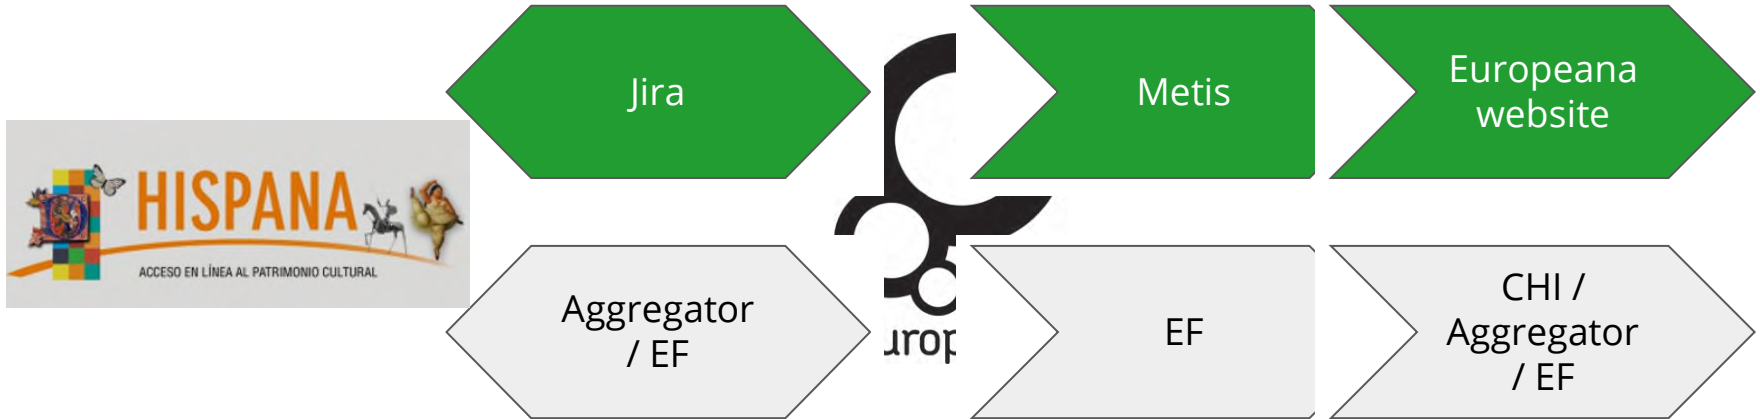 Jira
Metis
Europeana
website
HISPANA
ACCESO EN LÍNEA AL PATRIMONIO CULTURAL
Aggregator
/ EF
urop
EF
CHI /
Aggregator
/ EF